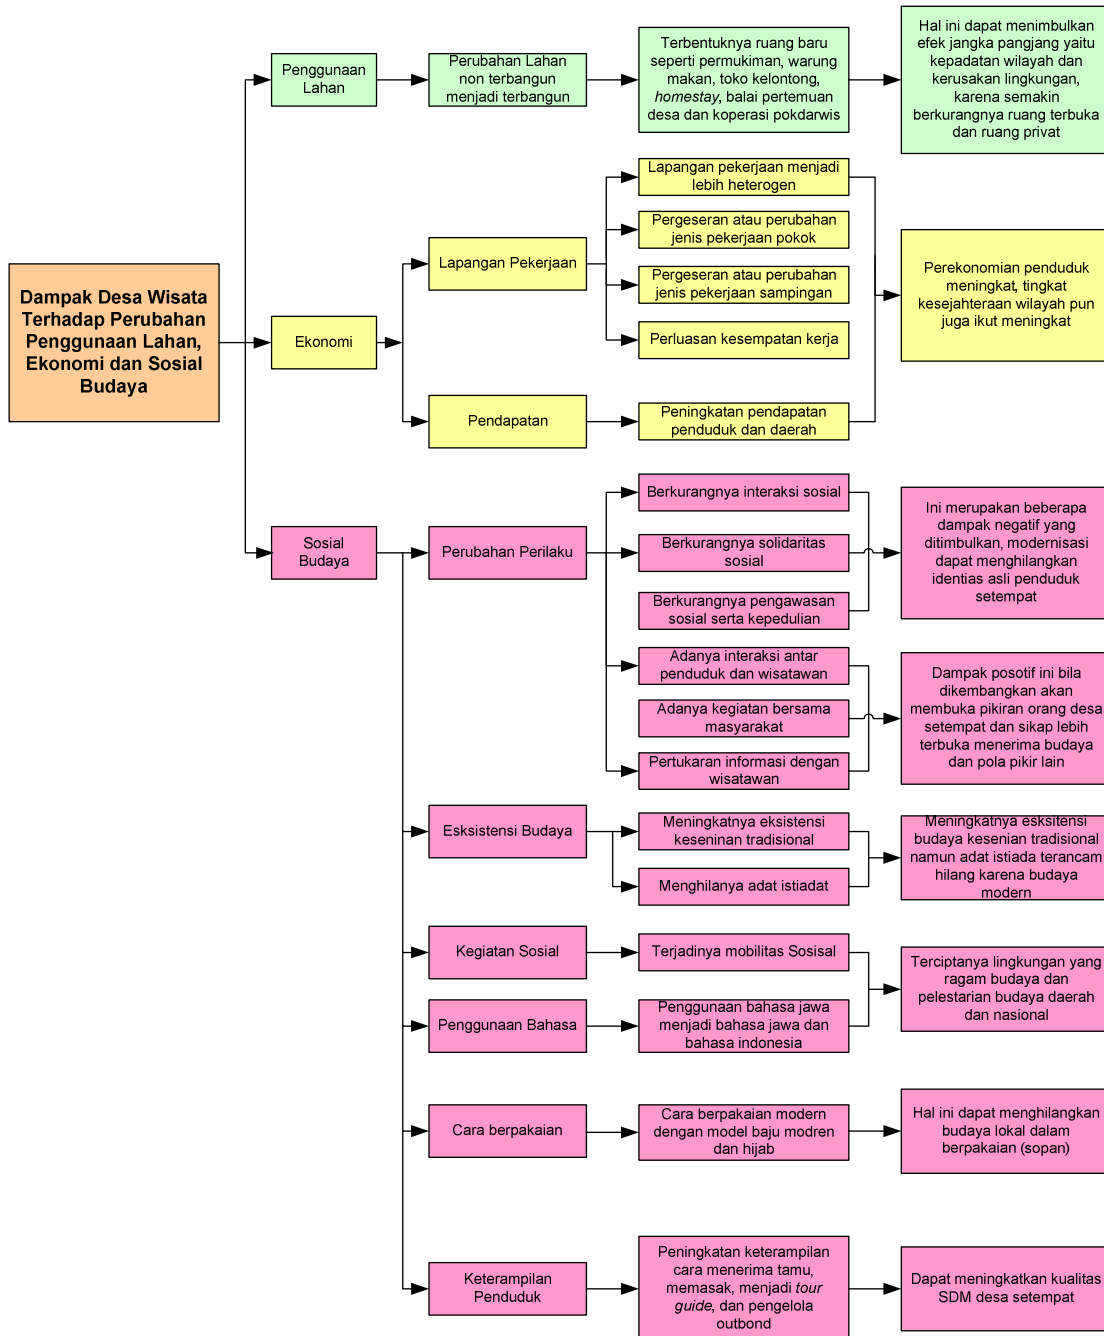 Dampak Desa Wisata
Terhadap Perubahan
Penggunaan Lahan,
Ekonomi dan Sosial
Budaya
Penggunaan
Lahan
Perubahan Lahan
non terbangun
menjadi terbangun
Terbentuknya ruang baru
seperti permukiman, warung
makan, toko kelontong,
homestay, balai pertemuan
desa dan koperasi pokdarwis
Hal ini dapat menimbulkan
efek jangka pangjang yaitu
kepadatan wilayah dan
kerusakan lingkungan,
karena semakin
berkurangnya ruang terbuka
dan ruang privat
Ekonomi
Lapangan Pekerjaan
Lapangan pekerjaan menjadi
lebih heterogen
Pergeseran atau perubahan
jenis pekerjaan pokok
Pergeseran atau perubahan
jenis pekerjaan sampingan
Perluasan kesempatan kerja
Pendapatan
Peningkatan pendapatan
penduduk dan daerah
Perekonomian penduduk
meningkat, tingkat
kesejahteraan wilayah pun
juga ikut meningkat
Sosial
Budaya
Perubahan Perilaku
Berkurangnya interaksi sosial
Berkurangnya solidaritas
sosial
Berkurangnya pengawasan
sosial serta kepedulian
Ini merupakan beberapa
dampak negatif yang
ditimbulkan, modernisasi
dapat menghilangkan
identias asli penduduk
setempat
Adanya interaksi antar
penduduk dan wisatawan
Adanya kegiatan bersama
masyarakat
Pertukaran informasi dengan
wisatawan
Dampak posotif ini bila
dikembangkan akan
membuka pikiran orang desa
setempat dan sikap lebih
terbuka menerima budaya
dan pola pikir lain
Esksistensi Budaya
Meningkatnya eksistensi
keseninan tradisional
Menghilanya adat istiadat
Meningkatnya esksitensi
budaya kesenian tradisional
namun adat istiada terancam
hilang karena budaya
modern
Kegiatan Sosial
Terjadinya mobilitas Sosisal
Penggunaan Bahasa
Penggunaan bahasa jawa
menjadi bahasa jawa dan
bahasa indonesia
Terciptanya lingkungan yang
ragam budaya dan
pelestarian budaya daerah
dan nasional
Cara berpakaian
Cara berpakaian modern
dengan model baju modren
dan hijab
Hal ini dapat menghilangkan
budaya lokal dalam
berpakaian (sopan)
Keterampilan
Penduduk
Peningkatan keterampilan
cara menerima tamu,
memasak, menjadi tour
guide, dan pengelola
outbond
Dapat meningkatkan kualitas
SDM desa setempat